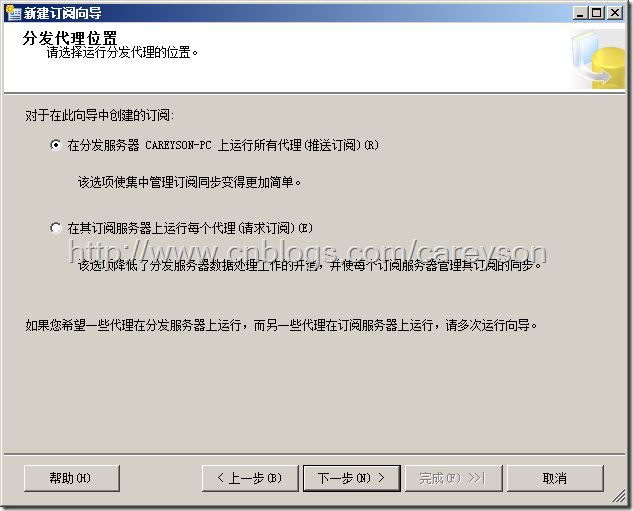 新建订阅向导
分发代理位置
请选择运行分发代理的位置。
对于在此向导中创建的订阅:
在分发服务器 CAREYSON-PC 上运行所有代理(推送订阅)(R)
该选项使集中管理订阅同步变得更加简单。
在其订阅服务器上运行每个代理(请求订阅)(E)
http://www.cnblogs.com/careyson
该选项降低了分发服务器数据处理工作的开销，并使每个订阅服务器管理其订阅的同步。
如果您希望一些代理在分发服务器上运行，而另一些代理在订阅服务器上运行，请多次运行向导。
帮助(H) < 上一步(B) 下一步(N) > 完成(F) >>| 取消